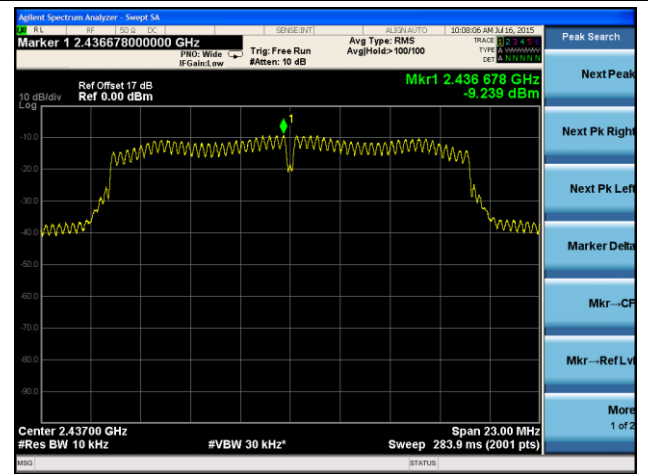 Agilent Spectrum Analyzer - Swept SA
RL RF 50 Ω DC SENSE:INT ALIGN AUTO 10:08:06 AM Jul 16, 2015
Marker 1 2.436678000000 GHz
PNO: Wide
IFGain:Low
Trig: Free Run
#Atten: 10 dB
Avg Type: RMS
Avg|Hold:>100/100
TRACE 1 2 3 4 5 6
TYPE A
DET A N N N N N
Ref Offset 17 dB
Ref 0.00 dBm
10 dB/div
Log
Mkr1 2.436 678 GHz
-9.239 dBm
1
-10.0
-20.0
-30.0
-40.0
-50.0
-60.0
-70.0
-80.0
-90.0
Center 2.43700 GHz
#Res BW 10 kHz
#VBW 30 kHz*
Span 23.00 MHz
Sweep 283.9 ms (2001 pts)
MSG STATUS
Peak Search
Next Peak
Next Pk Right
Next Pk Left
Marker Delta
Mkr→CF
Mkr→Ref Lvl
More
1 of 2